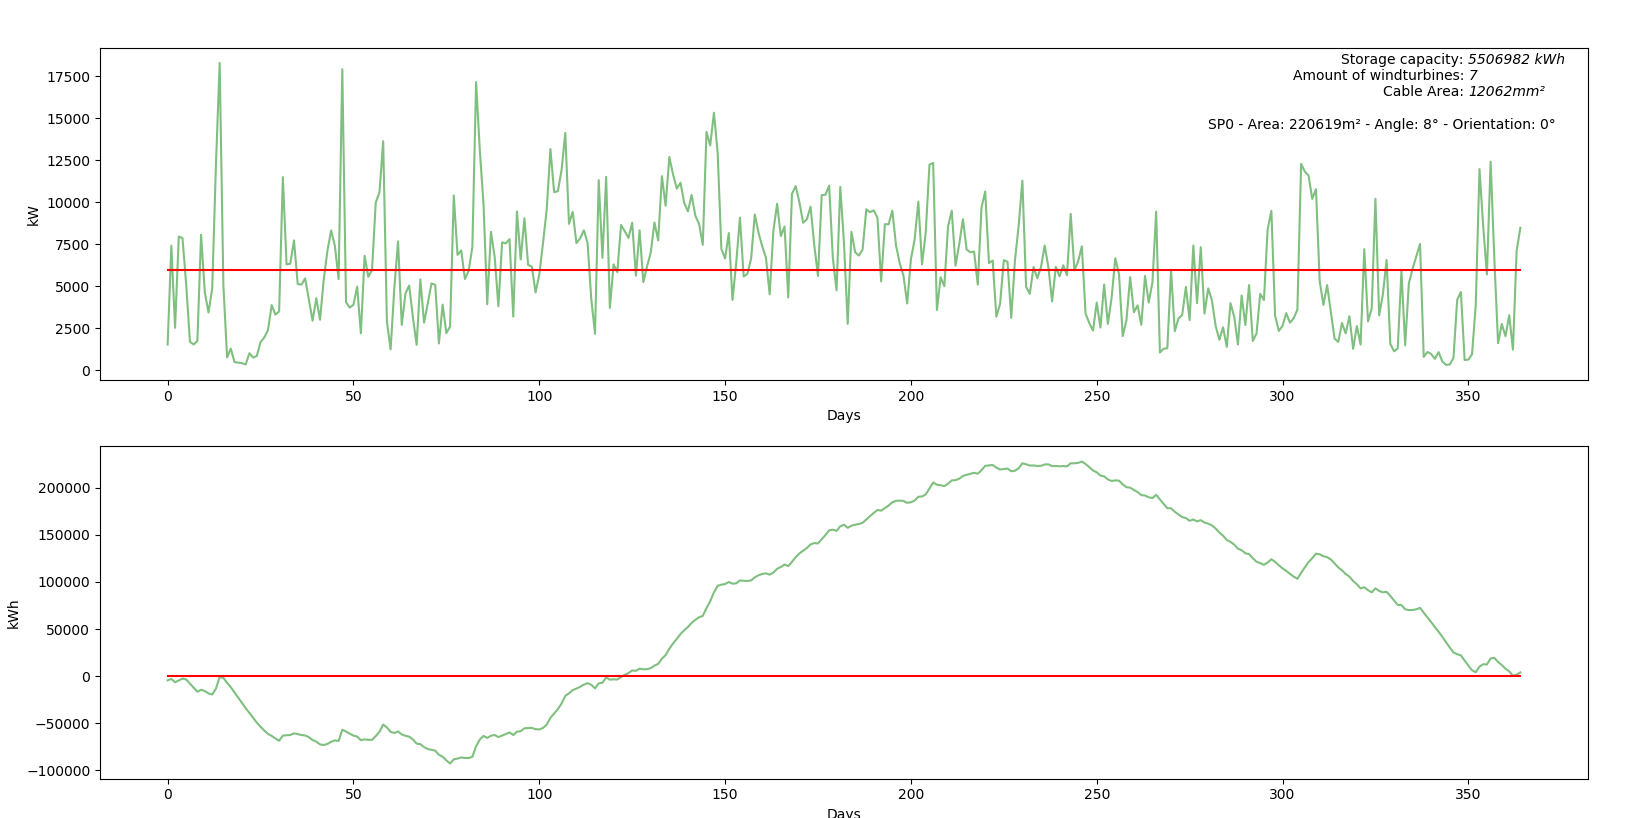 Storage capacity: 5506982 kWh
Amount of windturbines: 7
Cable Area: 12062mm²
SP0 - Area: 220619m² - Angle: 8° - Orientation: 0°
17500
15000
12500
10000
7500
5000
2500
0
kW
0 50 100 150 200 250 300 350
Days
200000
150000
100000
50000
0
−50000
−100000
kWh
0 50 100 150 200 250 300 350
Days